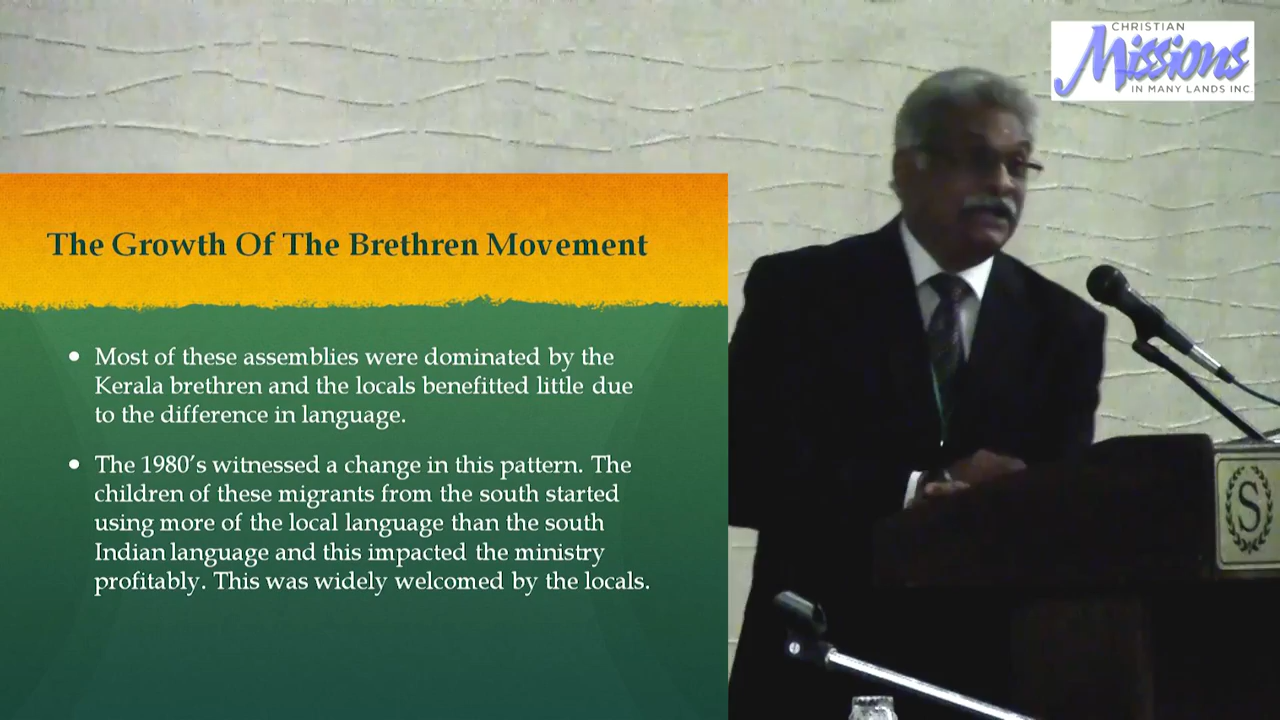 CHRISTIAN
Missions
IN MANY LANDS INC.
The Growth Of The Brethren Movement
• Most of these assemblies were dominated by the
Kerala brethren and the locals benefitted little due
to the difference in language.
• The 1980's witnessed a change in this pattern. The
children of these migrants from the south started
using more of the local language than the south
Indian language and this impacted the ministry
profitably. This was widely welcomed by the locals.
S